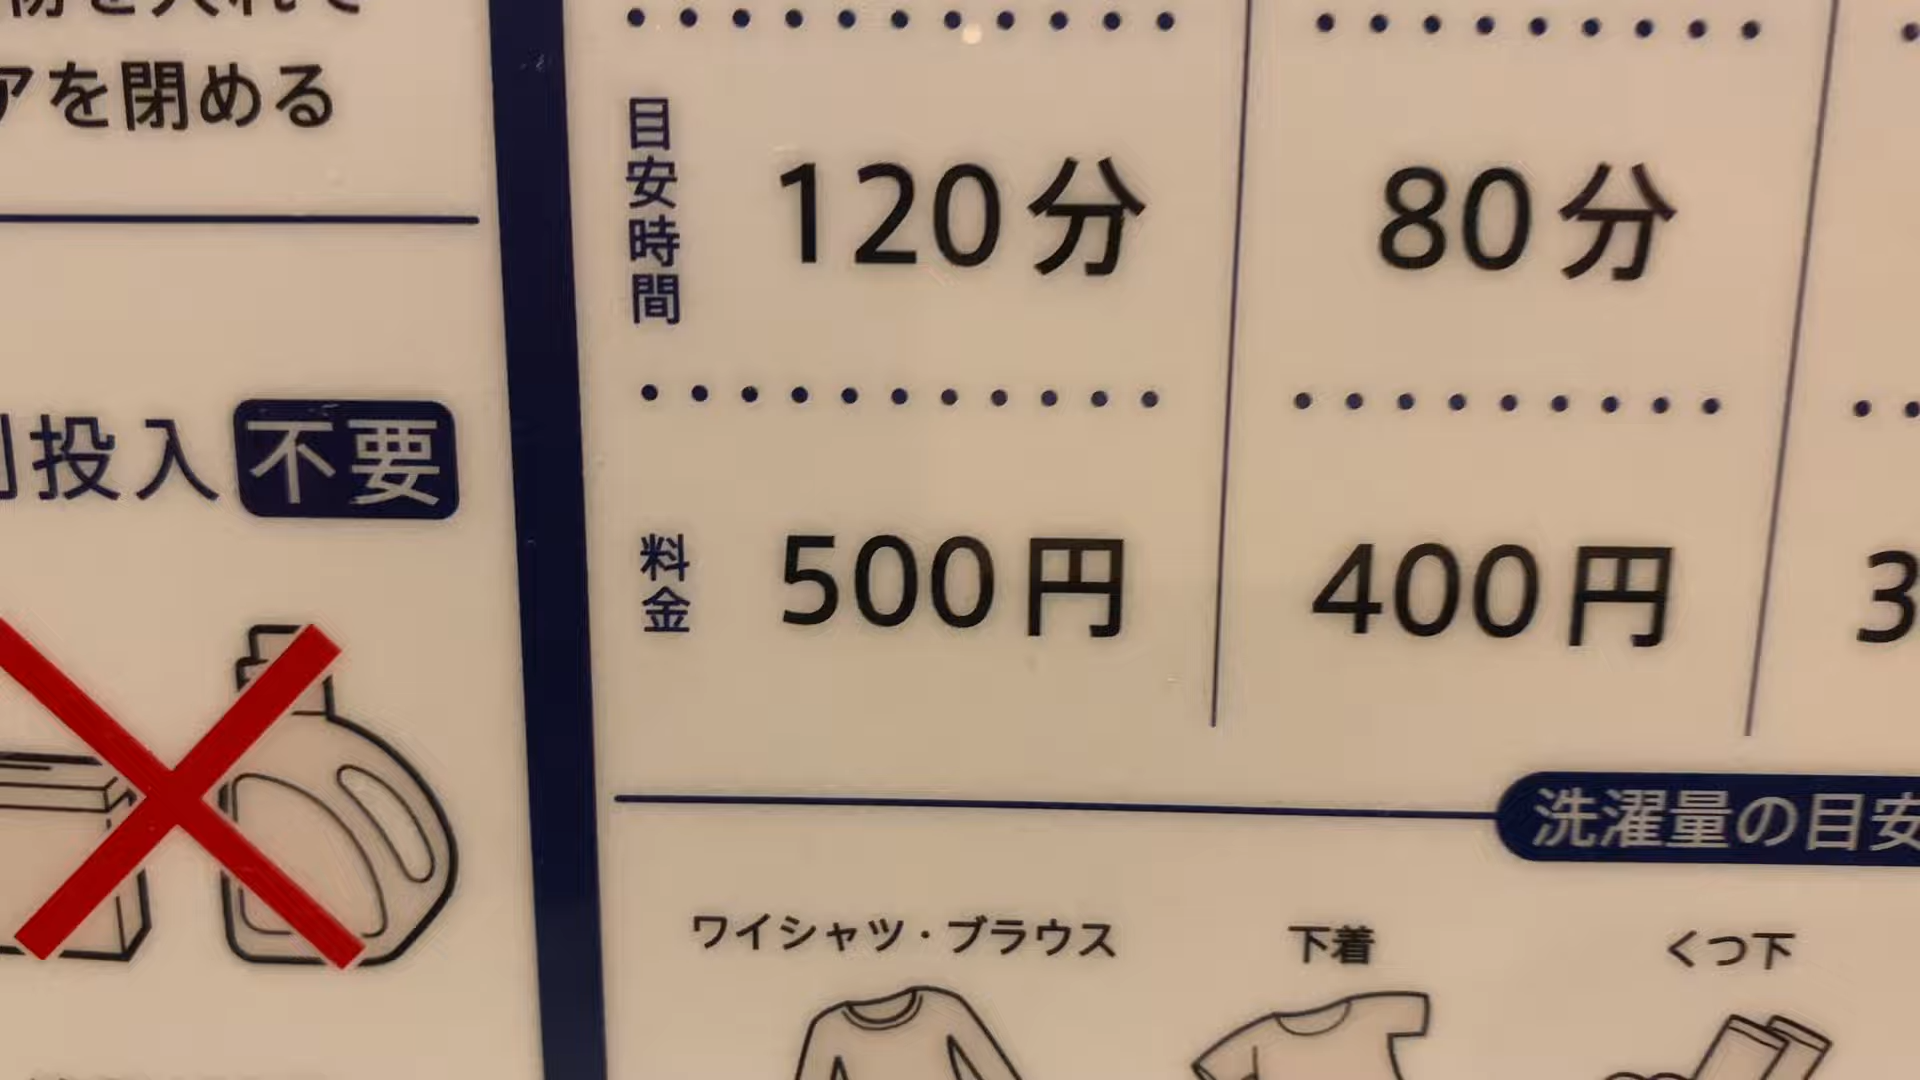 アを閉める
投入 不要
目安時間
120分
80分
料金
500円
400円
3
洗濯量の目安
ワイシャツ・ブラウス
下着
くつ下